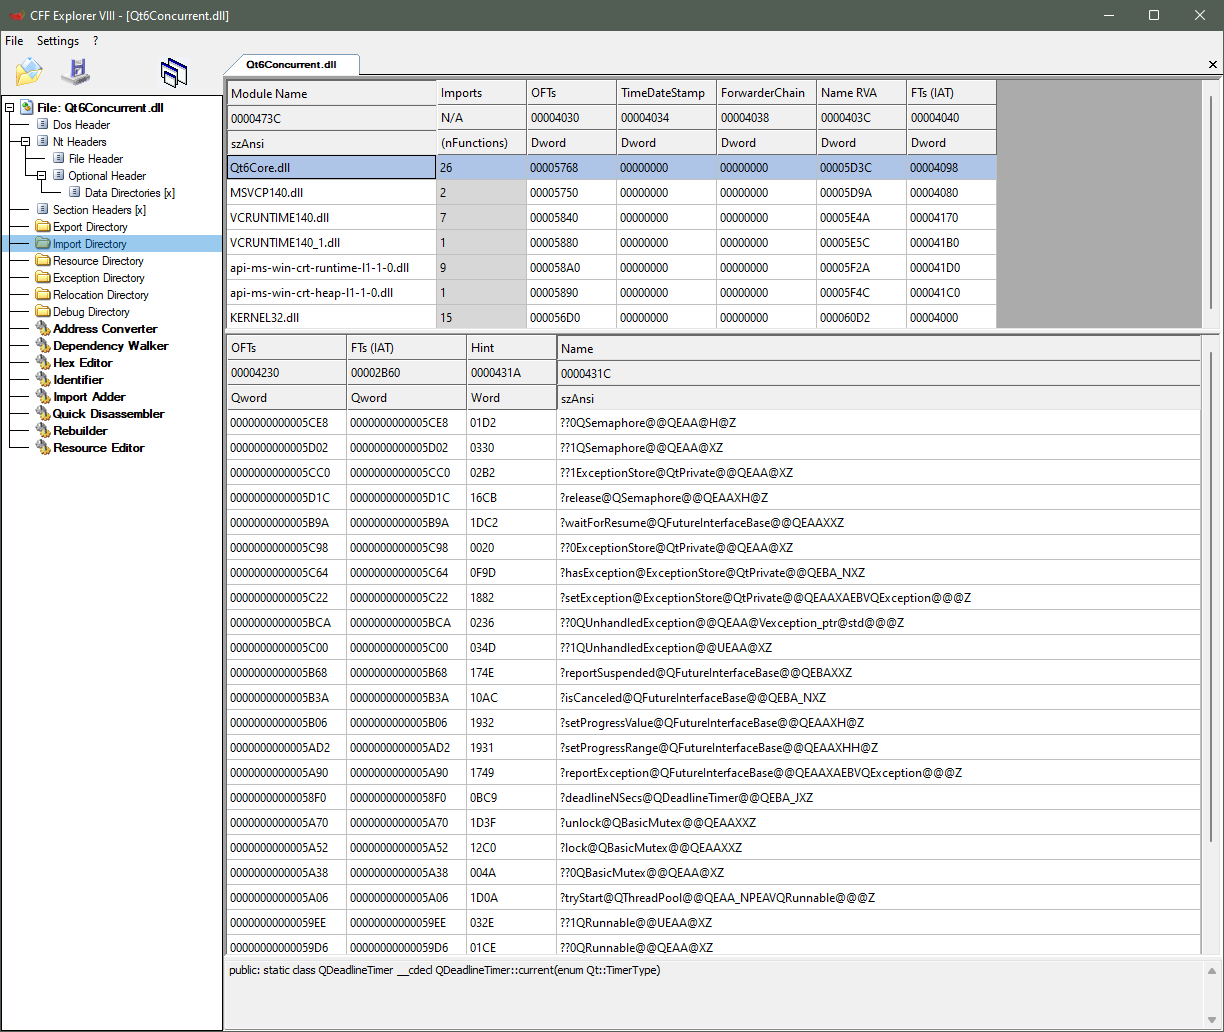 CFF Explorer VIII - [Qt6Concurrent.dll]
File Settings ?
Qt6Concurrent.dll
File: Qt6Concurrent.dll
Dos Header
Nt Headers
File Header
Optional Header
Data Directories [x]
Section Headers [x]
Export Directory
Import Directory
Resource Directory
Exception Directory
Relocation Directory
Debug Directory
Address Converter
Dependency Walker
Hex Editor
Identifier
Import Adder
Quick Disassembler
Rebuilder
Resource Editor
Module Name Imports OFTs TimeDateStamp ForwarderChain Name RVA FTs (IAT)
0000473C N/A 00004030 00004034 00004038 0000403C 00004040
szAnsi (nFunctions) Dword Dword Dword Dword Dword
Qt6Core.dll 26 00005768 00000000 00000000 00005D3C 00004098
MSVCP140.dll 2 00005750 00000000 00000000 00005D9A 00004080
VCRUNTIME140.dll 7 00005840 00000000 00000000 00005E4A 00004170
VCRUNTIME140_1.dll 1 00005880 00000000 00000000 00005E5C 000041B0
api-ms-win-crt-runtime-l1-1-0.dll 9 000058A0 00000000 00000000 00005F2A 000041D0
api-ms-win-crt-heap-l1-1-0.dll 1 00005890 00000000 00000000 00005F4C 000041C0
KERNEL32.dll 15 000056D0 00000000 00000000 000060D2 00004000
OFTs FTs (IAT) Hint Name
00004230 00002B60 0000431A 0000431C
Qword Qword Word szAnsi
0000000000005CE8 0000000000005CE8 01D2 ??0QSemaphore@@QEAA@H@Z
0000000000005D02 0000000000005D02 0330 ??1QSemaphore@@QEAA@XZ
0000000000005CC0 0000000000005CC0 02B2 ??1ExceptionStore@QtPrivate@@QEAA@XZ
0000000000005D1C 0000000000005D1C 16CB ?release@QSemaphore@@QEAAXH@Z
0000000000005B9A 0000000000005B9A 1DC2 ?waitForResume@QFutureInterfaceBase@@QEAAXXZ
0000000000005C98 0000000000005C98 0020 ??0ExceptionStore@QtPrivate@@QEAA@XZ
0000000000005C64 0000000000005C64 0F9D ?hasException@ExceptionStore@QtPrivate@@QEBA_NXZ
0000000000005C22 0000000000005C22 1882 ?setException@ExceptionStore@QtPrivate@@QEAAXAEBVQException@@@Z
0000000000005BCA 0000000000005BCA 0236 ??0QUnhandledException@@QEAA@Vexception_ptr@std@@@Z
0000000000005C00 0000000000005C00 034D ??1QUnhandledException@@UEAA@XZ
0000000000005B68 0000000000005B68 174E ?reportSuspended@QFutureInterfaceBase@@QEBAXXZ
0000000000005B3A 0000000000005B3A 10AC ?isCanceled@QFutureInterfaceBase@@QEBA_NXZ
0000000000005B06 0000000000005B06 1932 ?setProgressValue@QFutureInterfaceBase@@QEAAXH@Z
0000000000005AD2 0000000000005AD2 1931 ?setProgressRange@QFutureInterfaceBase@@QEAAXHH@Z
0000000000005A90 0000000000005A90 1749 ?reportException@QFutureInterfaceBase@@QEAAXAEBVQException@@@Z
00000000000058F0 00000000000058F0 0BC9 ?deadlineNSecs@QDeadlineTimer@@QEBA_JXZ
0000000000005A70 0000000000005A70 1D3F ?unlock@QBasicMutex@@QEAAXXZ
0000000000005A52 0000000000005A52 12C0 ?lock@QBasicMutex@@QEAAXXZ
0000000000005A38 0000000000005A38 004A ??0QBasicMutex@@QEAA@XZ
0000000000005A06 0000000000005A06 1D0A ?tryStart@QThreadPool@@QEAA_NPEAVQRunnable@@@Z
00000000000059EE 00000000000059EE 032E ??1QRunnable@@UEAA@XZ
00000000000059D6 00000000000059D6 01CE ??0QRunnable@@QEAA@XZ
public: static class QDeadlineTimer __cdecl QDeadlineTimer::current(enum Qt::TimerType)